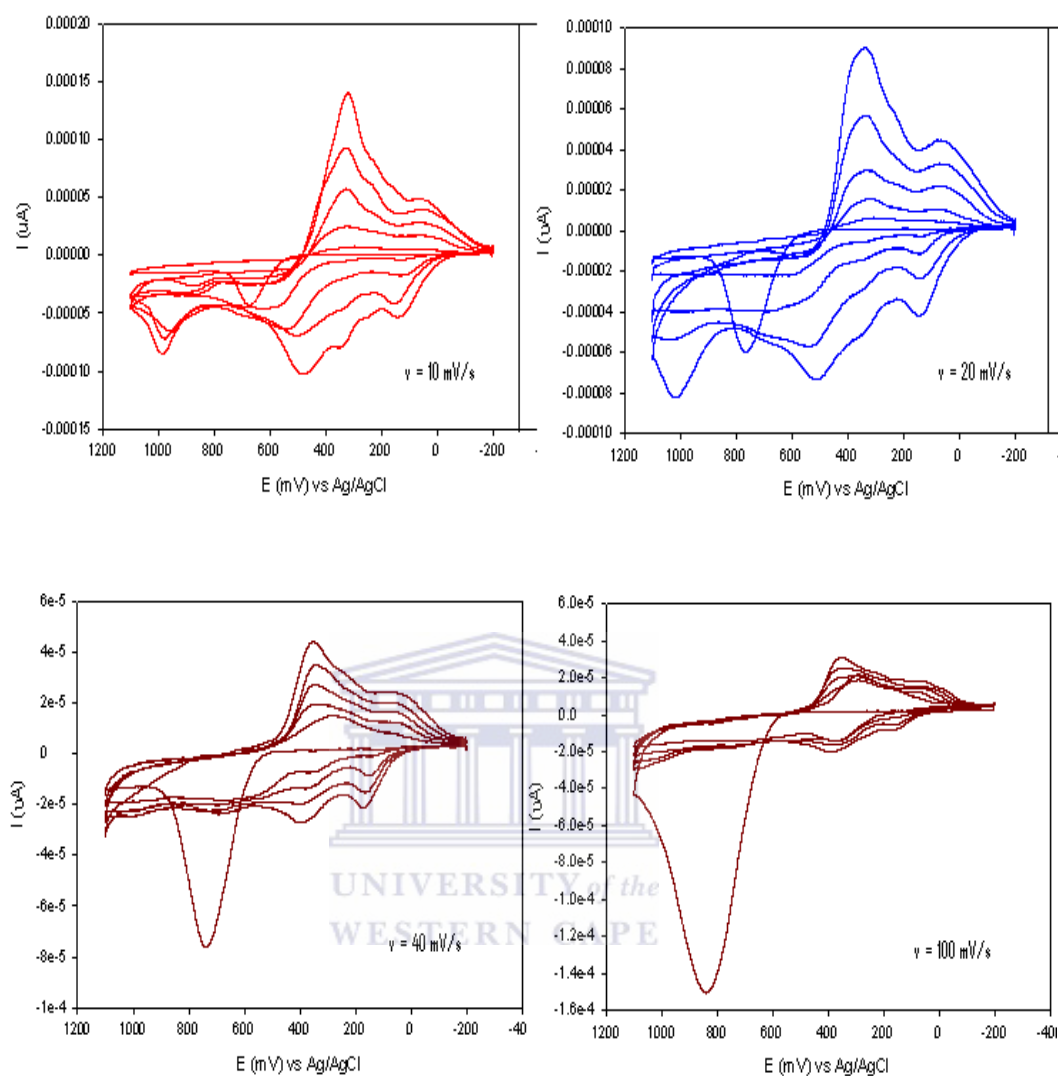 0.00020
0.00015
0.00010
0.00005
0.00000
-0.00005
-0.00010
-0.00015
I (uA)
v = 10 mV/s
1200 1000 800 600 400 200 0 -200
E (mV) vs Ag/AgCl
0.00010
0.00008
0.00006
0.00004
0.00002
0.00000
-0.00002
-0.00004
-0.00006
-0.00008
-0.00010
I (uA)
v = 20 mV/s
1200 1000 800 600 400 200 0 -200
E (mV) vs Ag/AgCl
6e-5
4e-5
2e-5
0
-2e-5
-4e-5
-6e-5
-8e-5
-1e-4
I (uA)
v = 40 mV/s
1200 1000 800 600 400 200 0 -200 -40
E (mV) vs Ag/AgCl
6.0e-5
4.0e-5
2.0e-5
0.0
-2.0e-5
-4.0e-5
-6.0e-5
-8.0e-5
-1.0e-4
-1.2e-4
-1.4e-4
-1.6e-4
I (uA)
v = 100 mV/s
1200 1000 800 600 400 200 0 -200 -400
E (mV) vs Ag/AgCl
UNIVERSITY of the
WESTERN CAPE